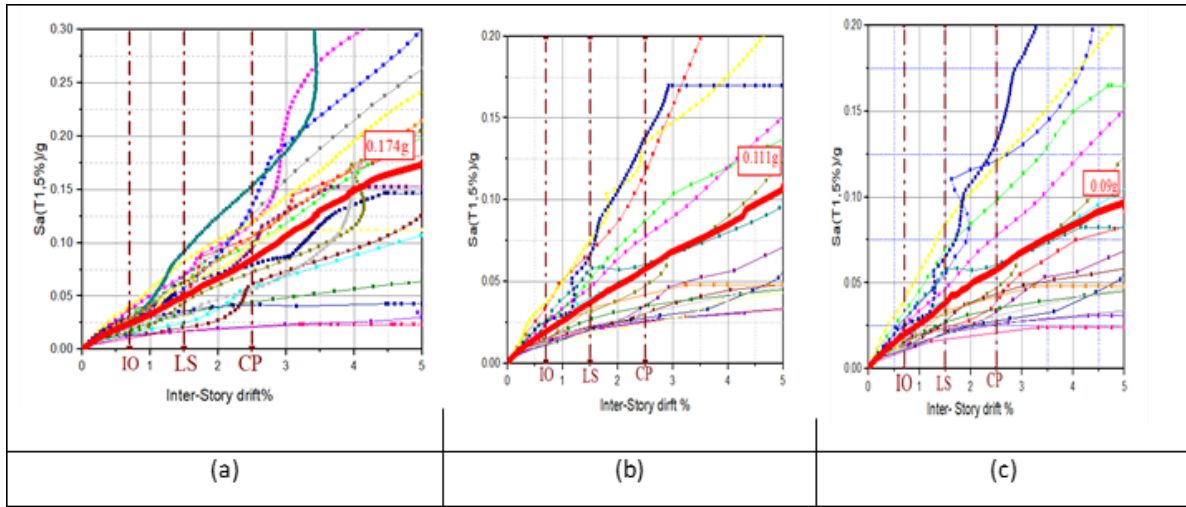 0.30
0.25
0.20
0.15
0.10
0.05
0.00
Sa(T1,5%)/g
0.174g
IO LS CP
0 1 2 3 4 5
Inter-Story drift%
(a)
0.20
0.15
0.10
0.05
0.00
Sa(T1,5%)/g
0.111g
IO LS CP
0 1 2 3 4 5
Inter-Story dirft %
(b)
0.20
0.15
0.10
0.05
0.00
Sa(T1,5%)/g
0.09g
IO LS CP
0 1 2 3 4 5
Inter- Story dirft %
(c)